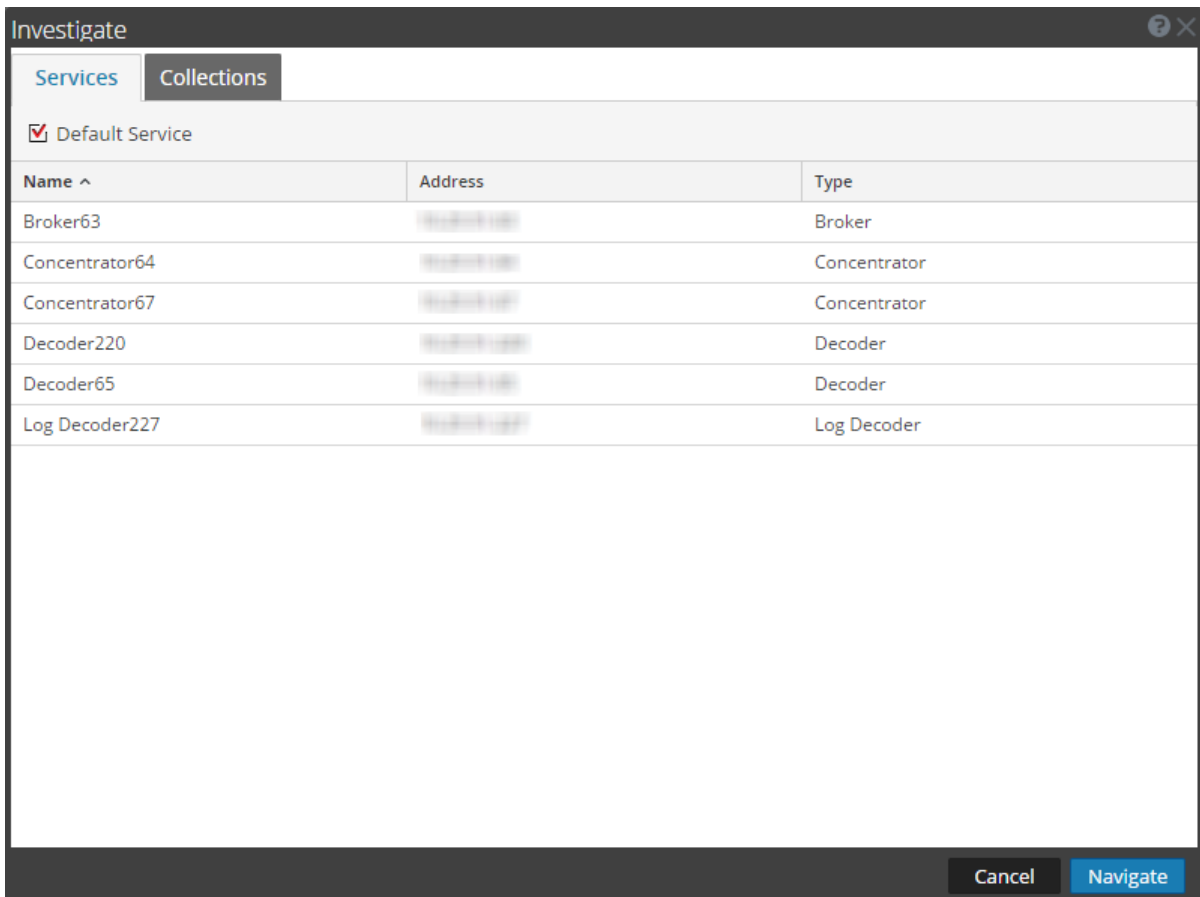 Investigate
Services Collections
Default Service
Name Address Type
Broker63 Broker
Concentrator64 Concentrator
Concentrator67 Concentrator
Decoder220 Decoder
Decoder65 Decoder
Log Decoder227 Log Decoder
Cancel Navigate